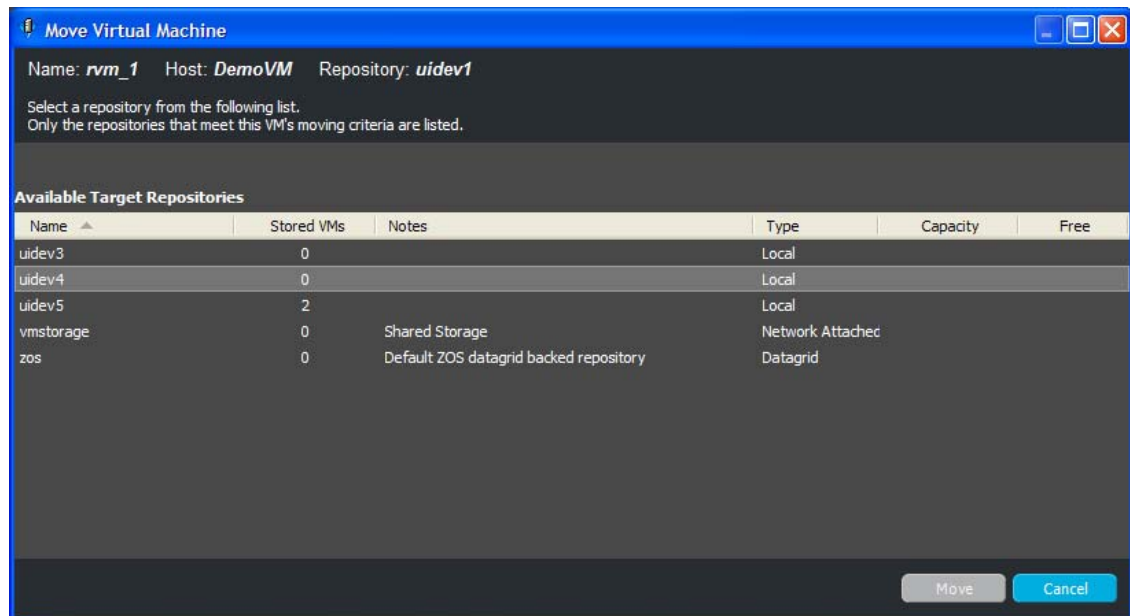 Move Virtual Machine
Name: rvm_1 Host: DemoVM Repository: uidev1
Select a repository from the following list.
Only the repositories that meet this VM's moving criteria are listed.
Available Target Repositories
Name Stored VMs Notes Type Capacity Free
uidev3 0 Local
uidev4 0 Local
uidev5 2 Local
vmstorage 0 Shared Storage Network Attached
zos 0 Default ZOS datagrid backed repository Datagrid
Move Cancel